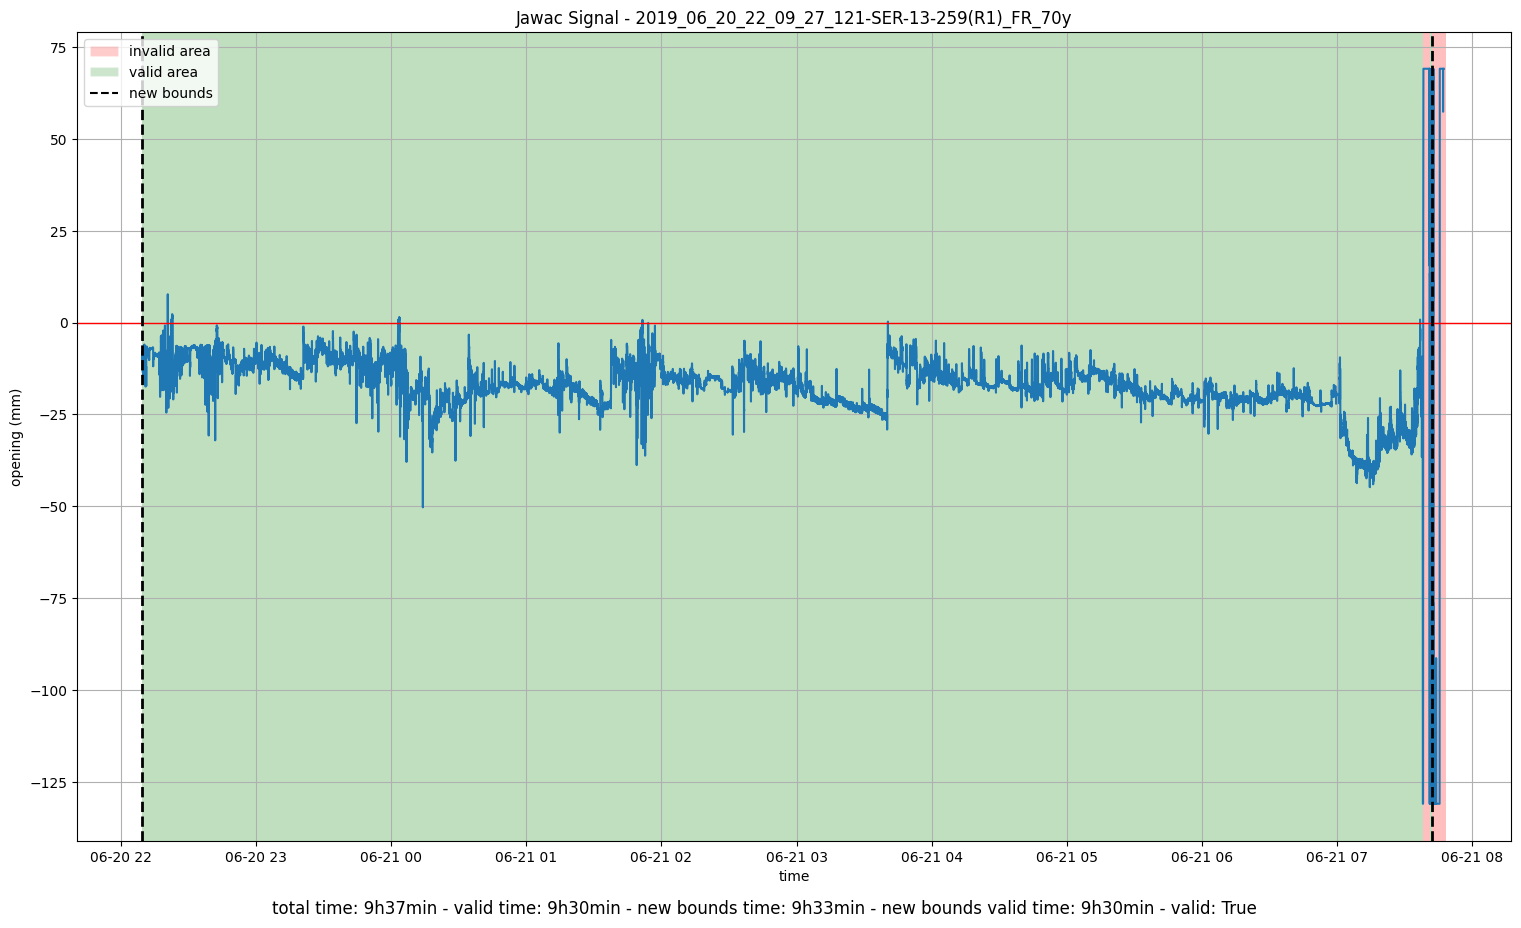 Jawac Signal - 2019_06_20_22_09_27_121-SER-13-259(R1)_FR_70y
invalid area
valid area
new bounds
75
50
25
0
−25
−50
−75
−100
−125
opening (mm)
06-20 22 06-20 23 06-21 00 06-21 01 06-21 02 06-21 03 06-21 04 06-21 05 06-21 06 06-21 07 06-21 08
time
total time: 9h37min - valid time: 9h30min - new bounds time: 9h33min - new bounds valid time: 9h30min - valid: True